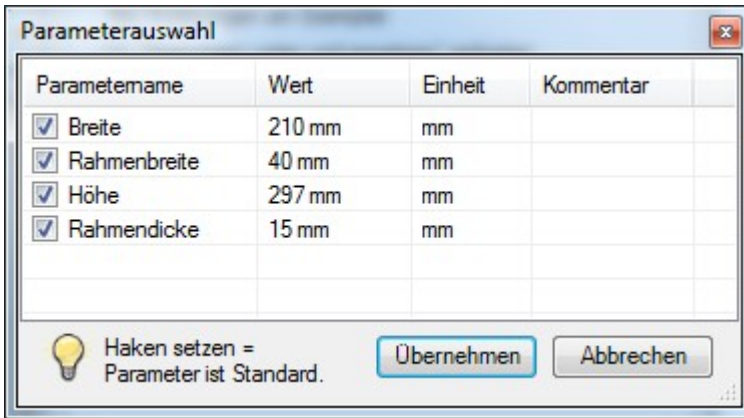 Parameterauswahl
Parametername Wert Einheit Kommentar
Breite 210 mm mm
Rahmenbreite 40 mm mm
Höhe 297 mm mm
Rahmendicke 15 mm mm
Haken setzen =
Parameter ist Standard.
Übernehmen Abbrechen